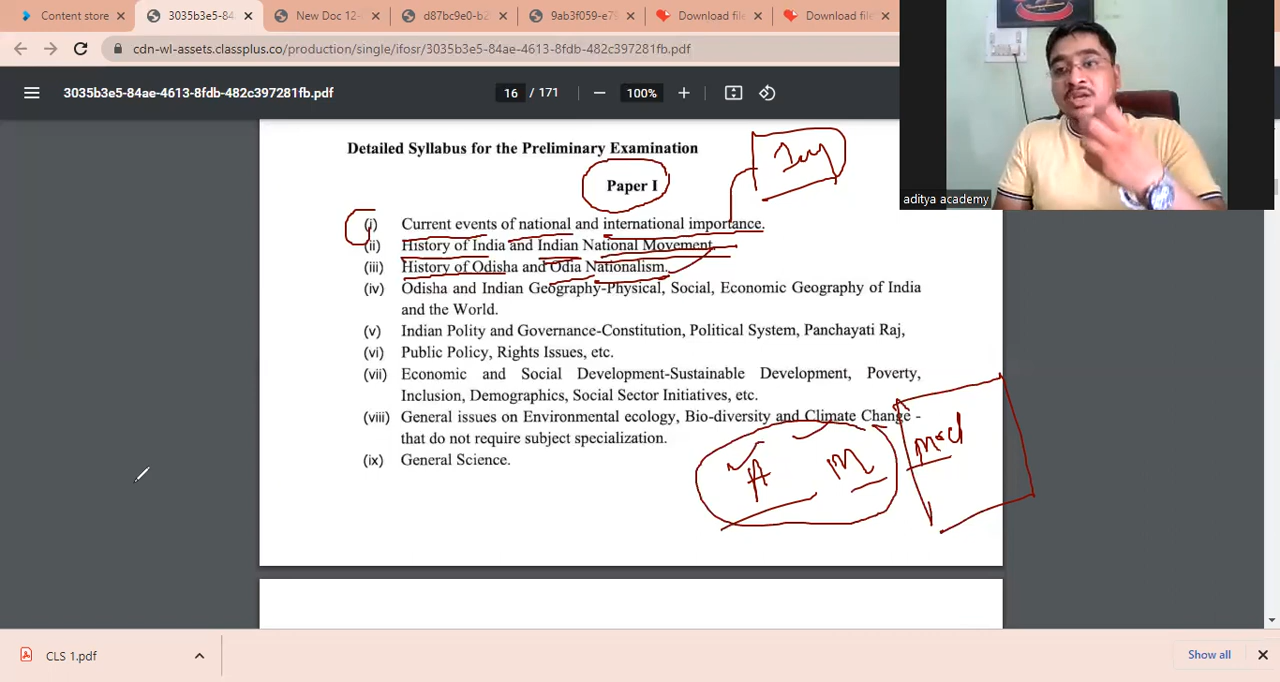 Content store
3035b3e5-84
New Doc 12-
d87bc9e0-b2
9ab3f059-e79
Download file
Download file
cdn-wl-assets.classplus.co/production/single/ifosr/3035b3e5-84ae-4613-8fdb-482c397281fb.pdf
3035b3e5-84ae-4613-8fdb-482c397281fb.pdf
16 / 171
100%
aditya academy
Detailed Syllabus for the Preliminary Examination
Paper I
(i) Current events of national and international importance.
(ii) History of India and Indian National Movement.
(iii) History of Odisha and Odia Nationalism.
(iv) Odisha and Indian Geography-Physical, Social, Economic Geography of India
and the World.
(v) Indian Polity and Governance-Constitution, Political System, Panchayati Raj,
(vi) Public Policy, Rights Issues, etc.
(vii) Economic and Social Development-Sustainable Development, Poverty,
Inclusion, Demographics, Social Sector Initiatives, etc.
(viii) General issues on Environmental ecology, Bio-diversity and Climate Change -
that do not require subject specialization.
(ix) General Science.
A M
CLS 1.pdf
Show all